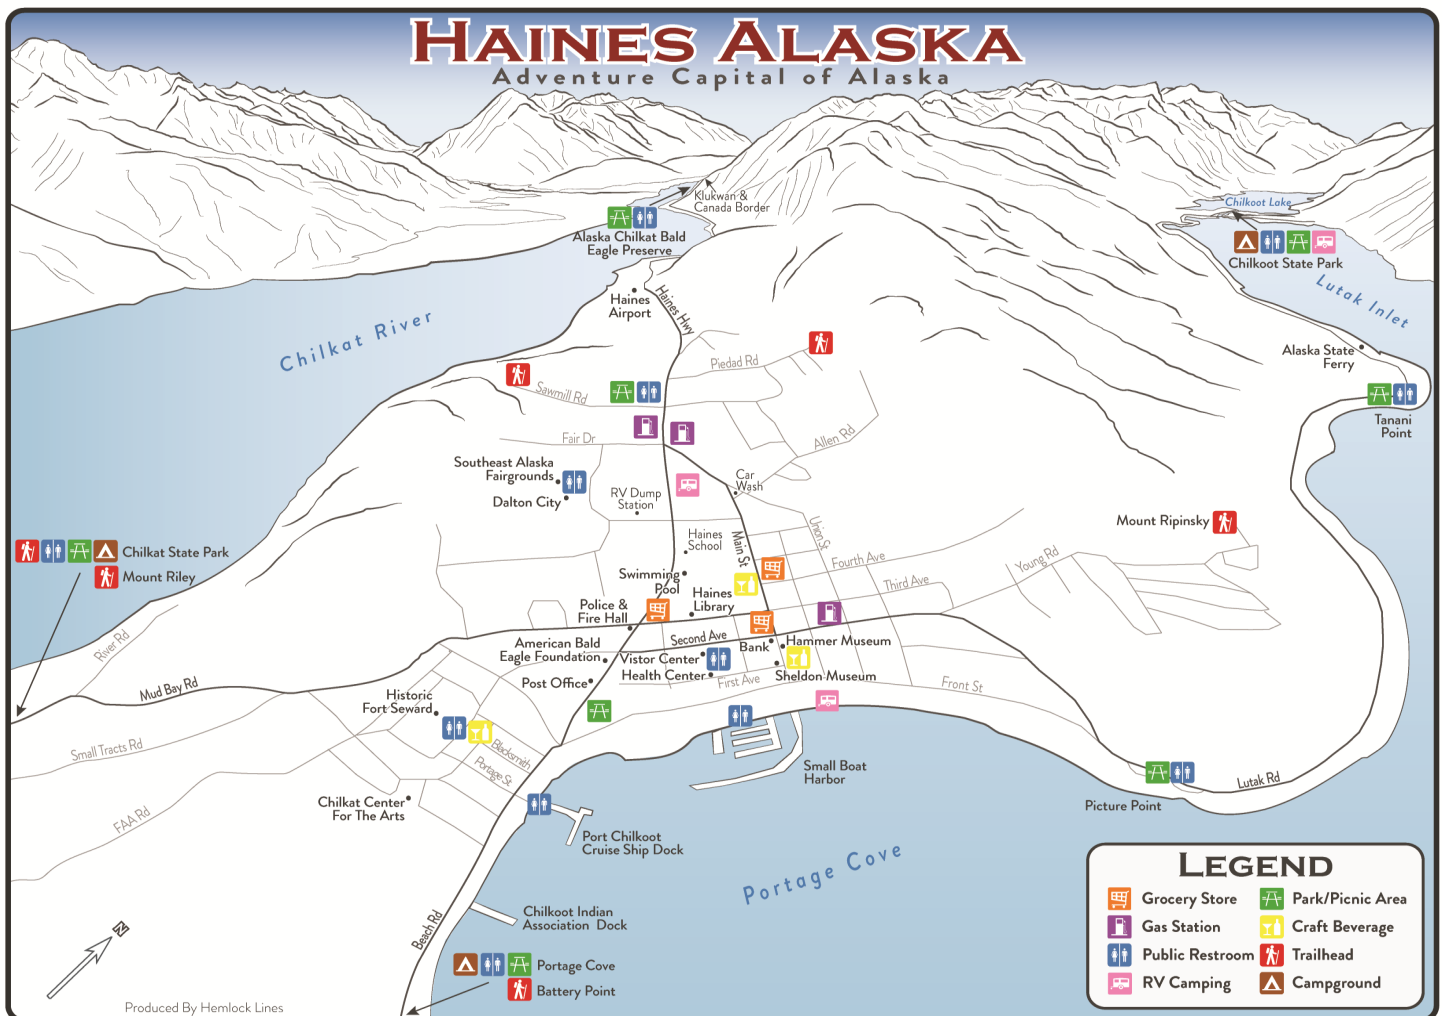 HAINES ALASKA
Adventure Capital of Alaska
Klukwan &
Canada Border
Chilkoot Lake
Alaska Chilkat Bald
Eagle Preserve
Chilkoot State Park
Lutak Inlet
Haines
Airport
Haines Hwy
Chilkat River
Alaska State
Ferry
Piedad Rd
Sawmill Rd
Tanani
Point
Fair Dr
Allen Rd
Southeast Alaska
Fairgrounds
Dalton City
RV Dump
Station
Car
Wash
Mount Ripinsky
Main St
Union St
Haines
School
Chilkat State Park
Mount Riley
Swimming
Pool
Fourth Ave
Third Ave
Young Rd
Haines
Library
Police &
Fire Hall
American Bald
Eagle Foundation
Second Ave
Bank
Hammer Museum
Vistor Center
Health Center
Sheldon Museum
First Ave
Front St
Post Office
River Rd
Mud Bay Rd
Historic
Fort Seward
Small Tracts Rd
Blacksmith
Portage St
Small Boat
Harbor
Lutak Rd
Picture Point
Chilkat Center
For The Arts
FAA Rd
Port Chilkoot
Cruise Ship Dock
Portage Cove
Chilkoot Indian
Association Dock
Beach Rd
N
Portage Cove
Battery Point
Produced By Hemlock Lines
LEGEND
Grocery Store
Park/Picnic Area
Gas Station
Craft Beverage
Public Restroom
Trailhead
RV Camping
Campground